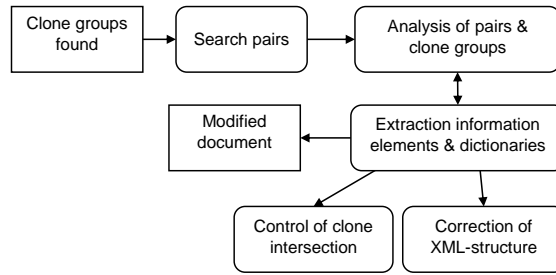 Clone groups
found
Search pairs
Analysis of pairs &
clone groups
Modified
document
Extraction information
elements & dictionaries
Control of clone
intersection
Correction of
XML-structure